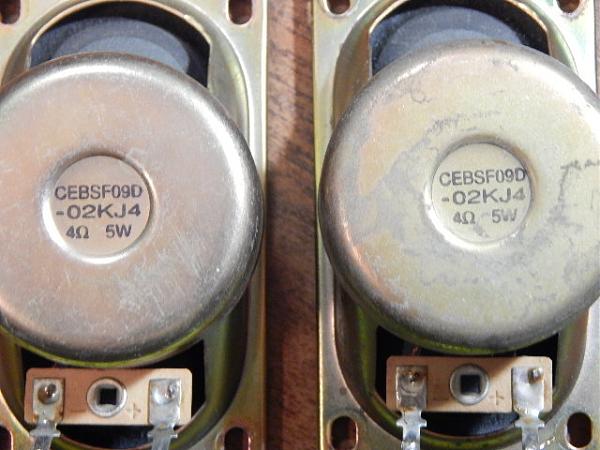 CEBSF09D
-02KJ4
4Ω 5W
+
CEBSF09D
-02KJ4
4Ω 5W
+